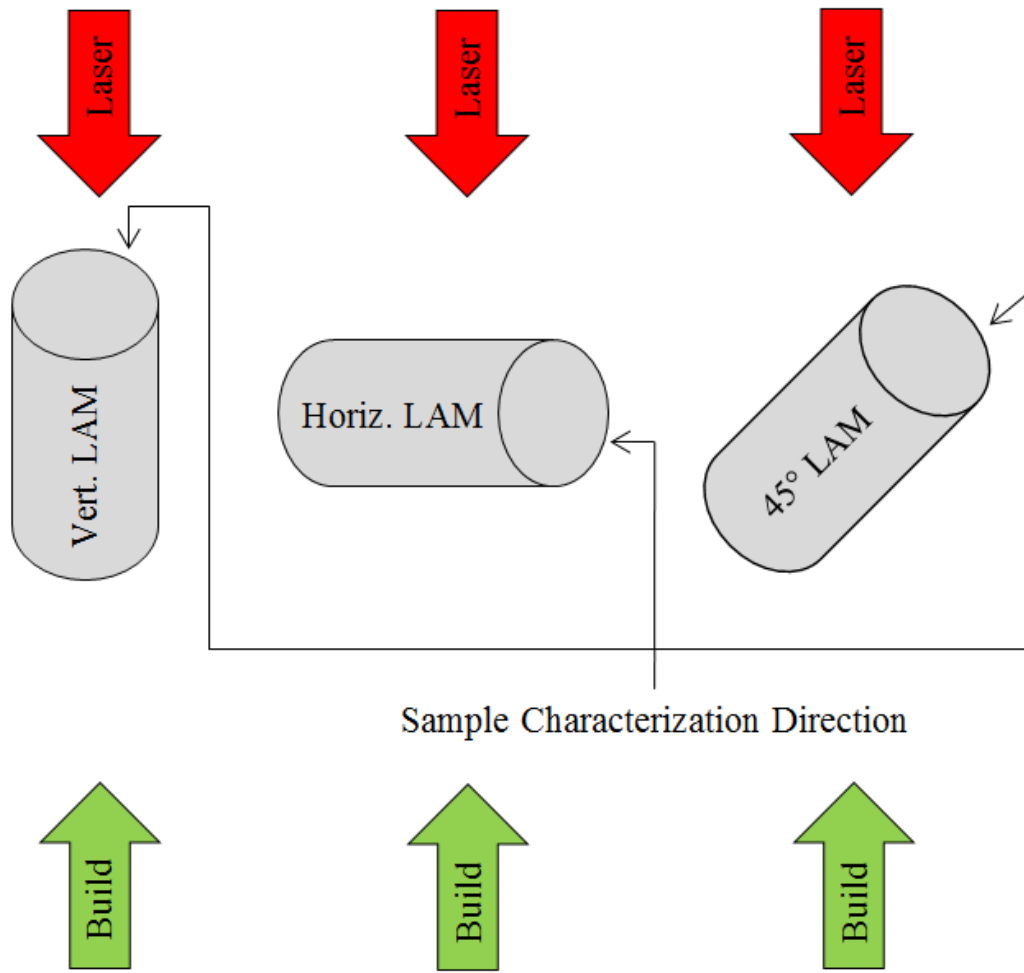 Laser
Laser
Laser
Vert. LAM
Horiz. LAM
45° LAM
Sample Characterization Direction
Build
Build
Build